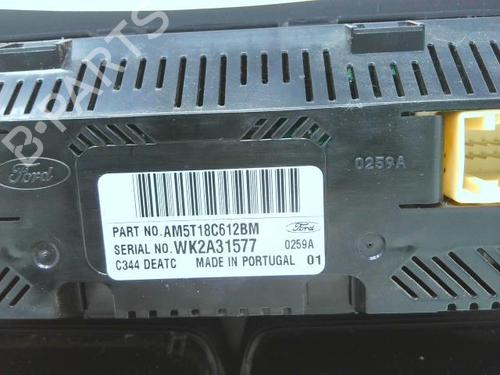 B-PARTS
Ford
0259A
PART NO. AM5T18C612BM
Ford
SERIAL NO. WK2A31577
0259A
C344 DEATC MADE IN PORTUGAL 01